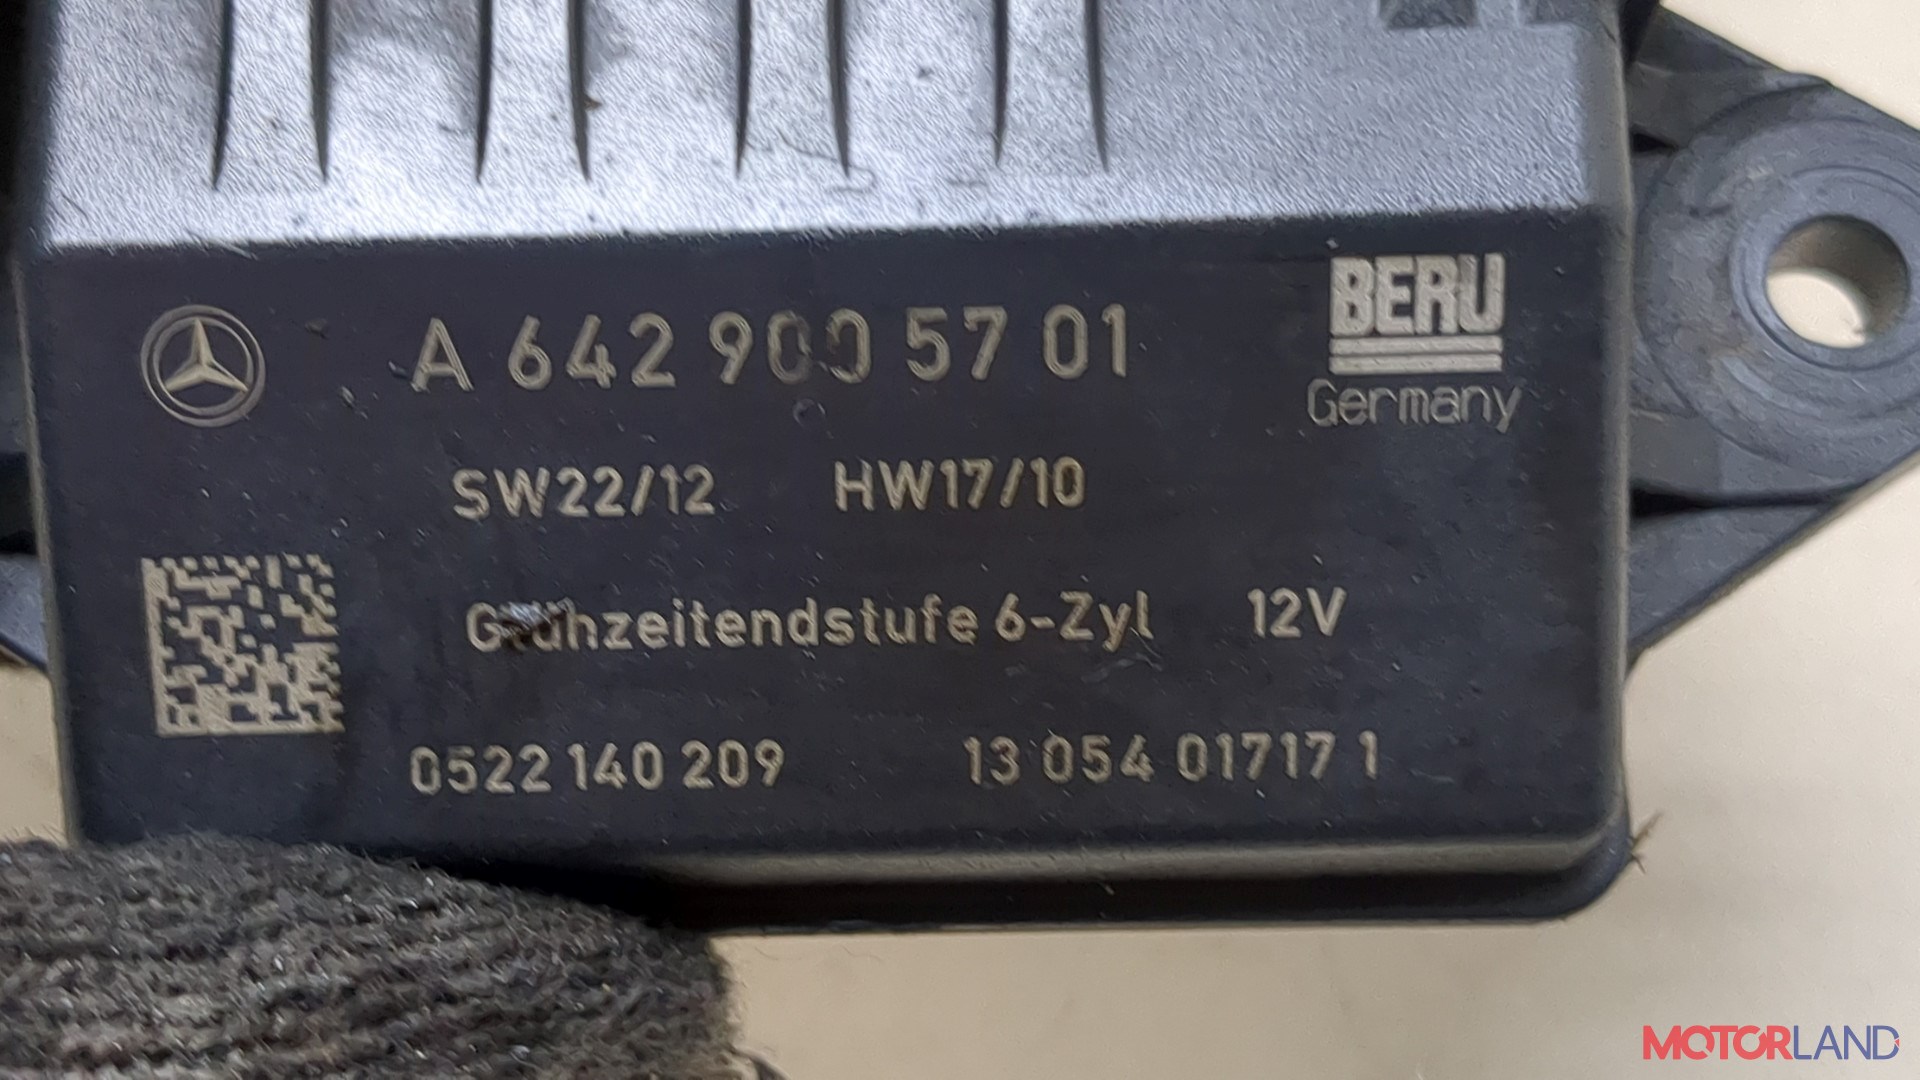 BERU
Germany
A 642 900 57 01
SW22/12 HW17/10
Glühzeitendstufe 6-Zyl 12V
0522 140 209 13 054 01717 1
MOTORLAND